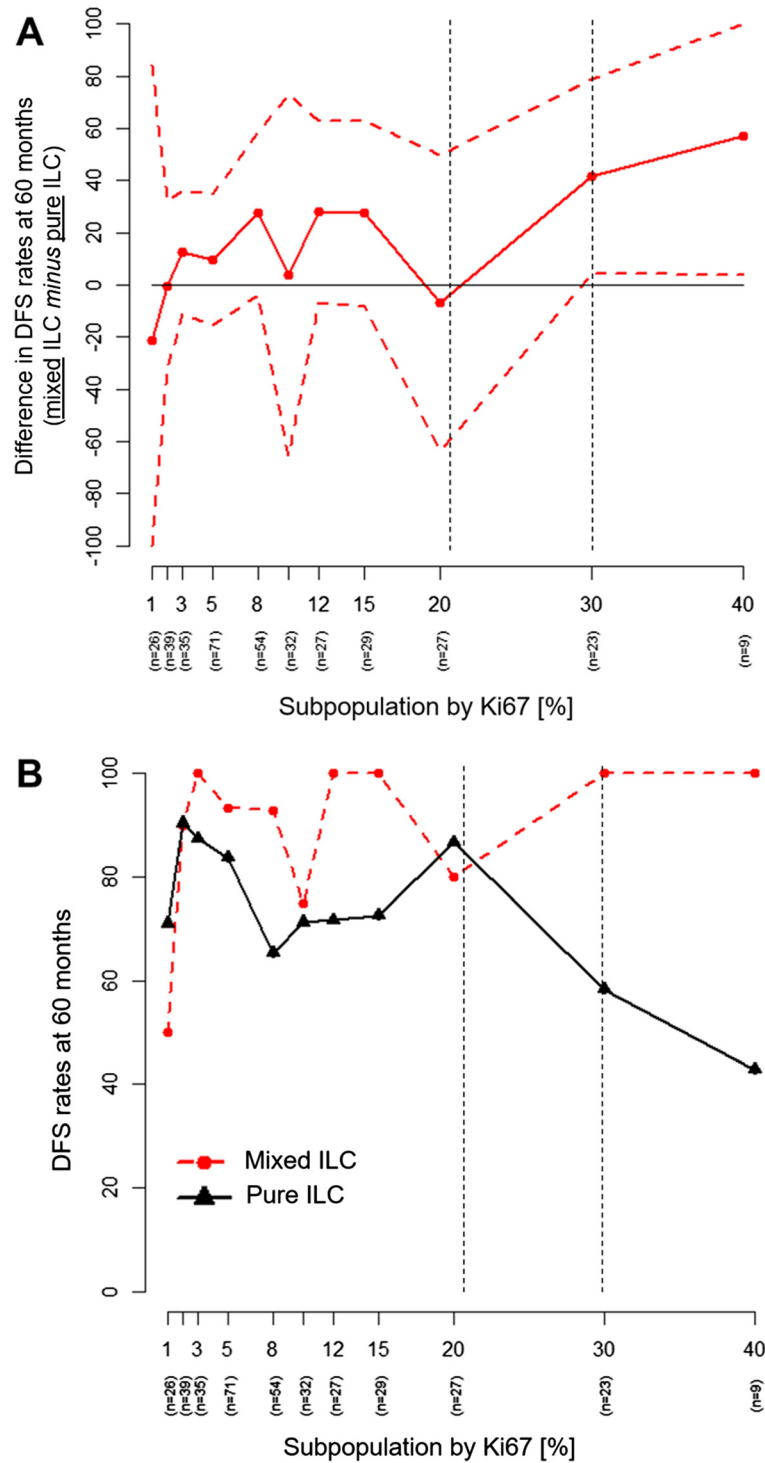 A
Difference in DFS rates at 60 months
(mixed ILC minus pure ILC)
100
80
60
40
20
0
-20
-40
-60
-80
-100
1 3 5 8 12 15 20 30 40
(n=26) (n=39) (n=35) (n=71) (n=54) (n=32) (n=27) (n=29) (n=27) (n=23) (n=9)
Subpopulation by Ki67 [%]
B
DFS rates at 60 months
100
80
60
40
20
0
Mixed ILC
Pure ILC
1 3 5 8 12 15 20 30 40
(n=26) (n=39) (n=35) (n=71) (n=54) (n=32) (n=27) (n=29) (n=27) (n=23) (n=9)
Subpopulation by Ki67 [%]